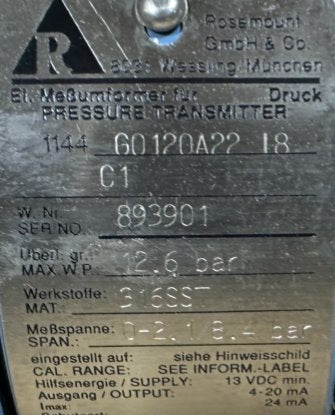 R
Rosemount
GmbH & Co.
8031 Wessling/München
El. Meßumformer für Druck
PRESSURE TRANSMITTER
1144 G0120A22 I8
C1
W. Nr.
SER NO.: 893901
Überl. gr.:
MAX.W.P. 12.6 bar
Werkstoffe:
MAT.: 316SST
Meßspanne:
SPAN.: 0-2.1/8.4 bar
eingestellt auf: siehe Hinweisschild
CAL. RANGE: SEE INFORM.-LABEL
Hilfsenergie / SUPPLY: 13 VDC min.
Ausgang / OUTPUT: 4-20 mA
Imax: 24 mA